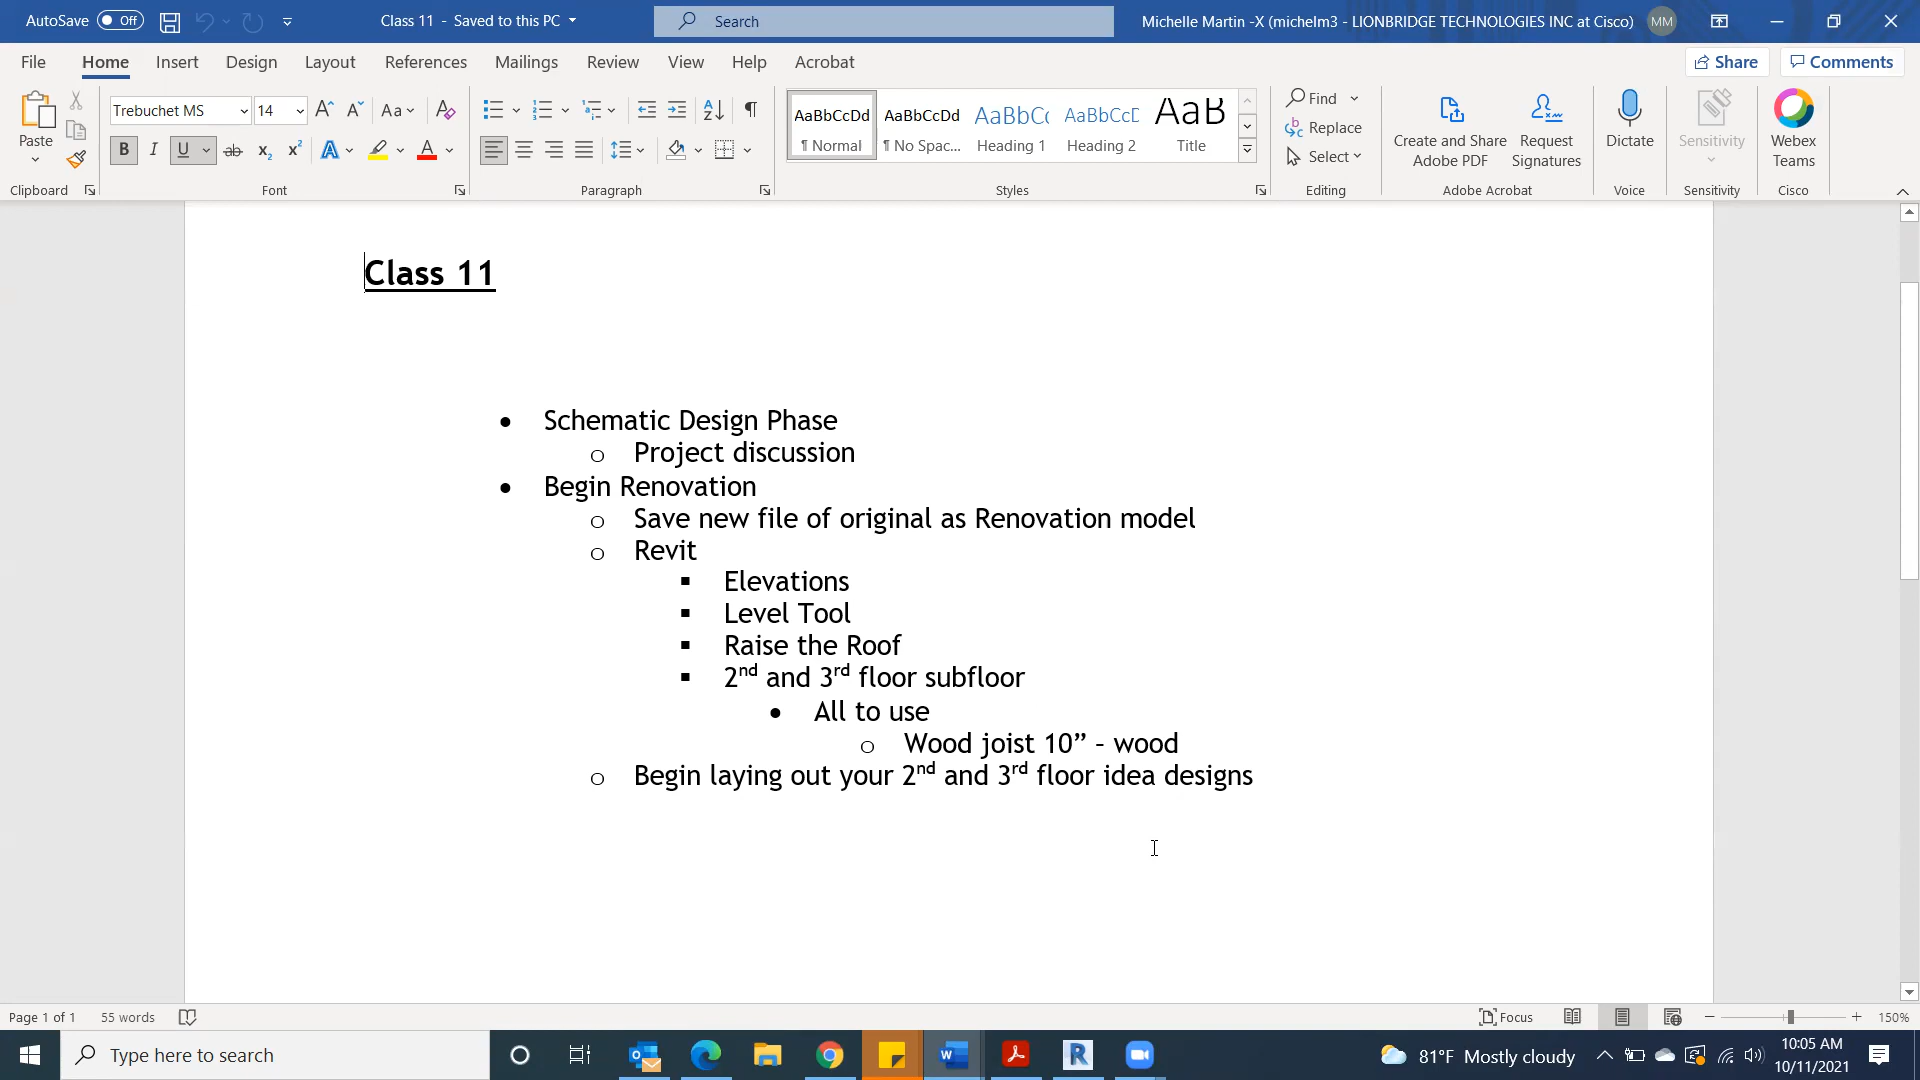 AutoSave Off Class 11 - Saved to this PC Search Michelle Martin -X (michelm3 - LIONBRIDGE TECHNOLOGIES INC at Cisco) MM
File Home Insert Design Layout References Mailings Review View Help Acrobat Share Comments
Paste
Clipboard
Trebuchet MS 14
Font
Paragraph
AaBbCcDd AaBbCcDd AaBbCc AaBbCcD AaB
¶ Normal ¶ No Spac... Heading 1 Heading 2 Title
Styles
Find
Replace
Select
Editing
Create and Share Adobe PDF
Request Signatures
Adobe Acrobat
Dictate
Voice
Sensitivity
Sensitivity
Webex Teams
Cisco
Class 11
• Schematic Design Phase
o Project discussion
• Begin Renovation
o Save new file of original as Renovation model
o Revit
▪ Elevations
▪ Level Tool
▪ Raise the Roof
▪ 2nd and 3rd floor subfloor
• All to use
o Wood joist 10” – wood
o Begin laying out your 2nd and 3rd floor idea designs
Page 1 of 1 55 words Focus 150%
Type here to search 81°F Mostly cloudy 10:05 AM
10/11/2021